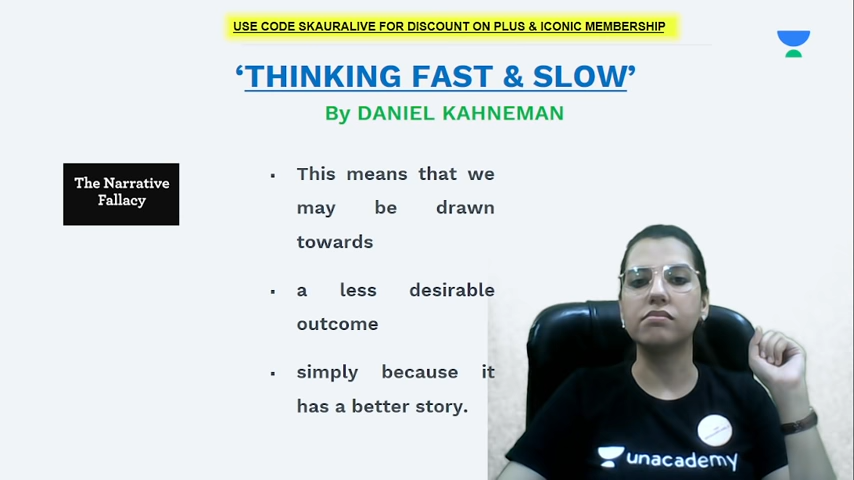 USE CODE SKAURALIVE FOR DISCOUNT ON PLUS & ICONIC MEMBERSHIP
‘THINKING FAST & SLOW’
By DANIEL KAHNEMAN
The Narrative
Fallacy
▪ This means that we
may be drawn
towards
▪ a less desirable
outcome
▪ simply because it
has a better story.
unacademy